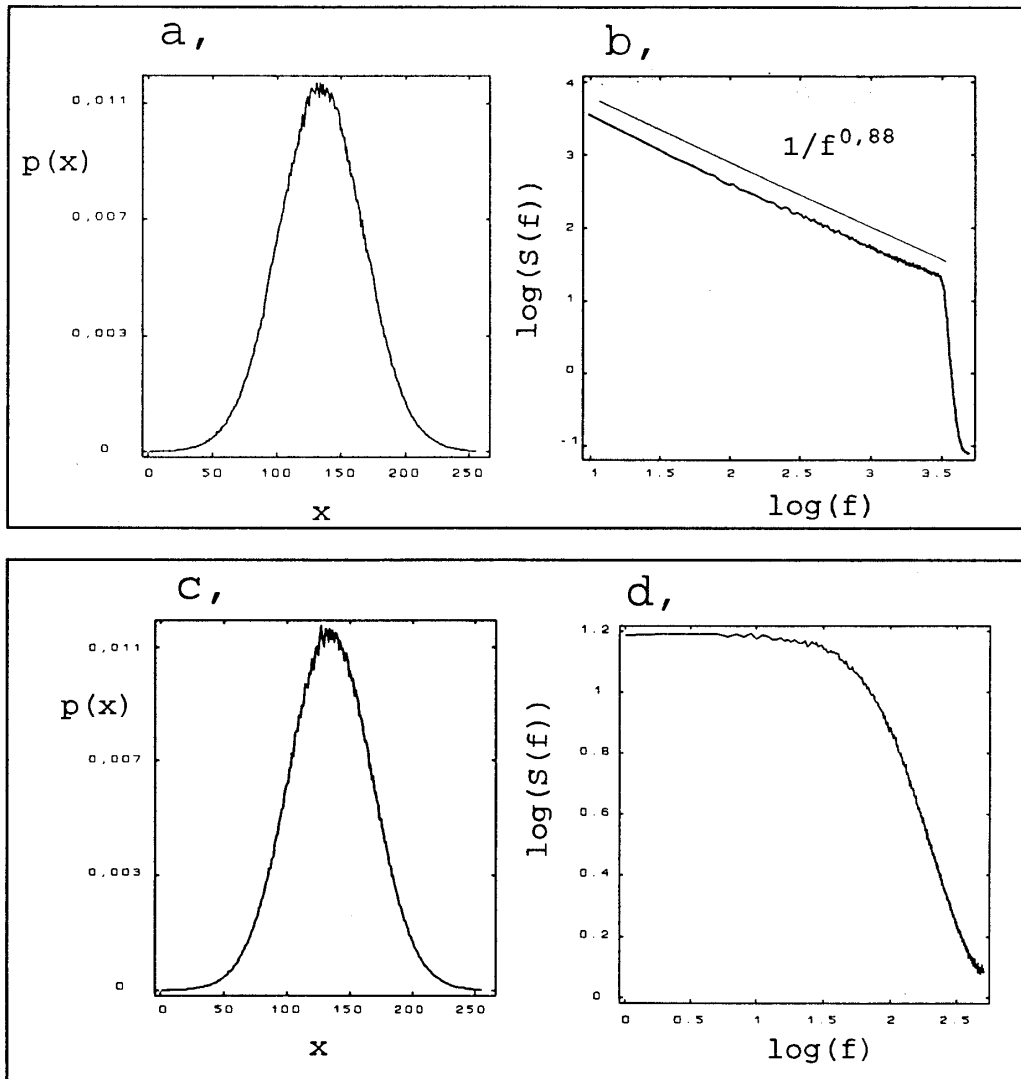 a,
0,011
0,007
0,003
0
p(x)
0 50 100 150 200 250
x
b,
4
3
2
1
0
-1
log(S(f))
1/f^0,88
1 1.5 2 2.5 3 3.5
log(f)
c,
0,011
0,007
0,003
0
p(x)
0 50 100 150 200 250
x
d,
1.2
1
0.8
0.6
0.4
0.2
0
log(S(f))
0 0.5 1 1.5 2 2.5
log(f)